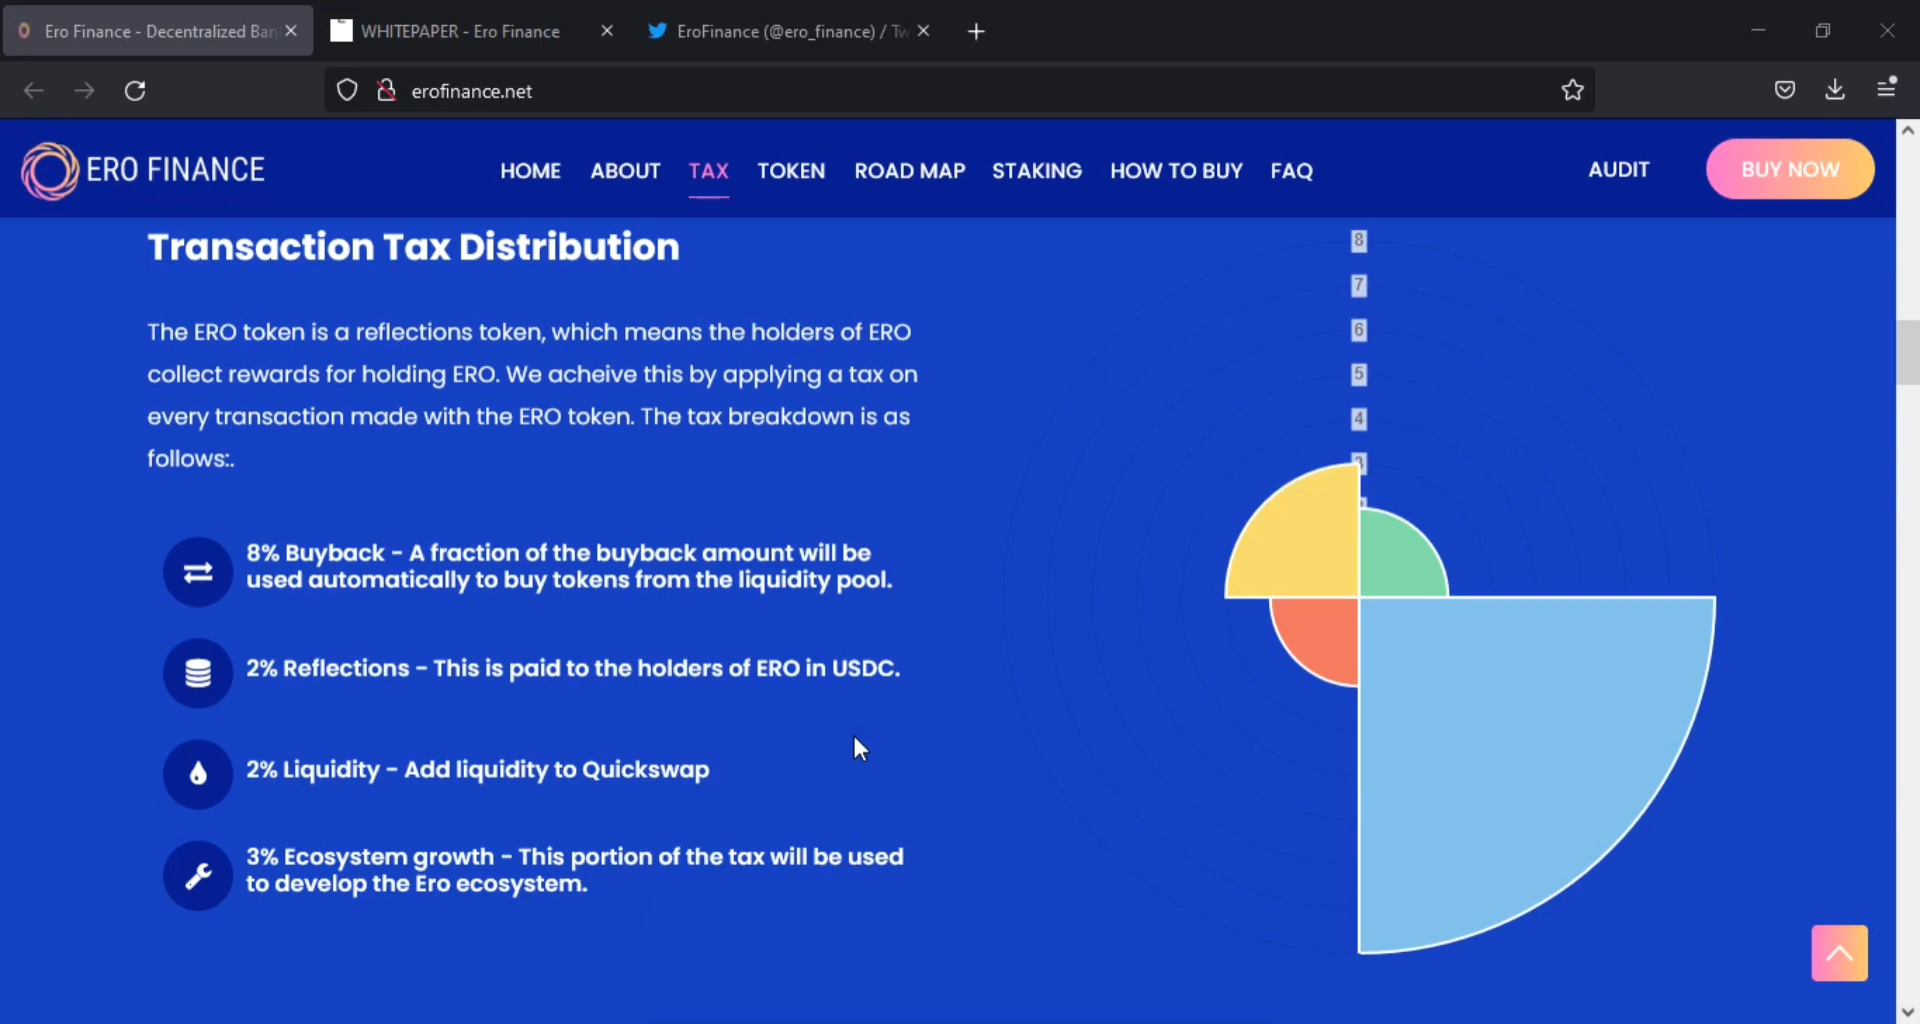 Ero Finance - Decentralized Ban
WHITEPAPER - Ero Finance
EroFinance (@ero_finance) / Tw
erofinance.net
ERO FINANCE
HOME
ABOUT
TAX
TOKEN
ROAD MAP
STAKING
HOW TO BUY
FAQ
AUDIT
BUY NOW
Transaction Tax Distribution
The ERO token is a reflections token, which means the holders of ERO
collect rewards for holding ERO. We acheive this by applying a tax on
every transaction made with the ERO token. The tax breakdown is as
follows:.
8% Buyback - A fraction of the buyback amount will be
used automatically to buy tokens from the liquidity pool.
2% Reflections - This is paid to the holders of ERO in USDC.
2% Liquidity - Add liquidity to Quickswap
3% Ecosystem growth - This portion of the tax will be used
to develop the Ero ecosystem.
8
7
6
5
4
3